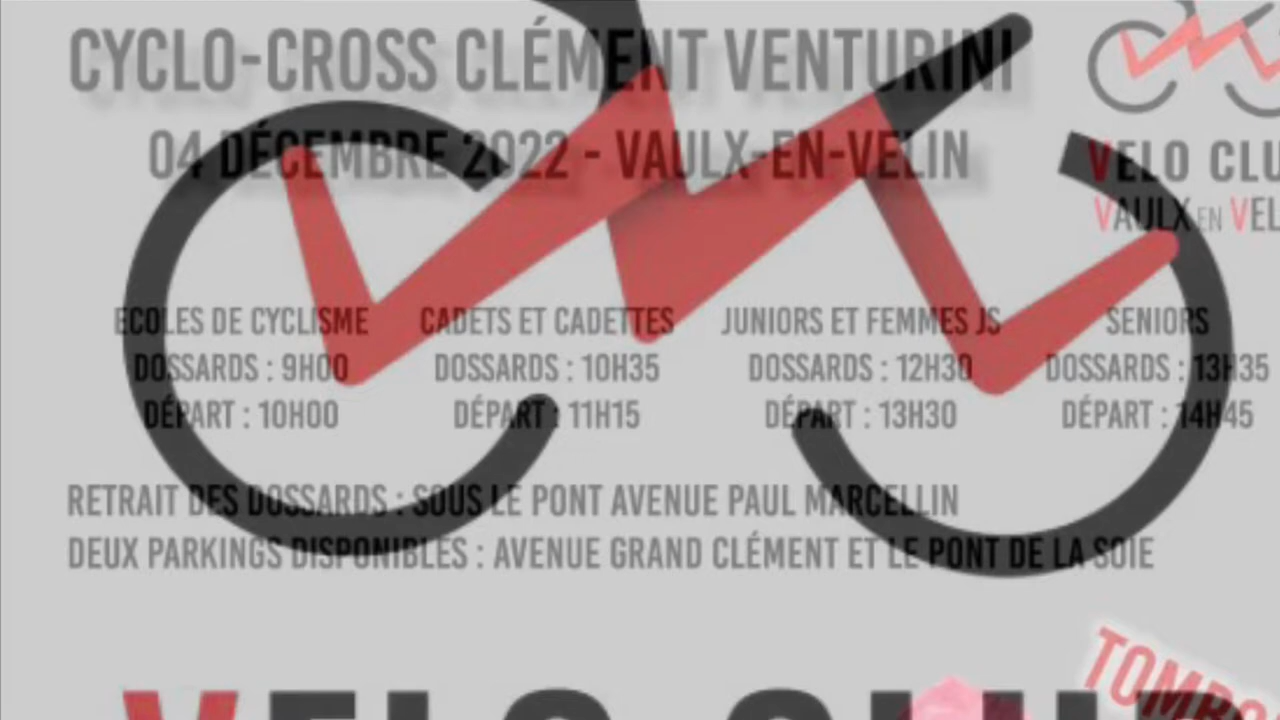 CYCLO-CROSS CLÉMENT VENTURINI
04 DÉCEMBRE 2022 - VAULX-EN-VELIN
VELO CLU
VAULX EN VEL
ECOLES DE CYCLISME
DOSSARDS : 9H00
DÉPART : 10H00
CADETS ET CADETTES
DOSSARDS : 10H35
DÉPART : 11H15
JUNIORS ET FEMMES JS
DOSSARDS : 12H30
DÉPART : 13H30
SENIORS
DOSSARDS : 13H35
DÉPART : 14H45
RETRAIT DES DOSSARDS : SOUS LE PONT AVENUE PAUL MARCELLIN
DEUX PARKINGS DISPONIBLES : AVENUE GRAND CLÉMENT ET LE PONT DE LA SOIE
TOMBO
VELO CLU